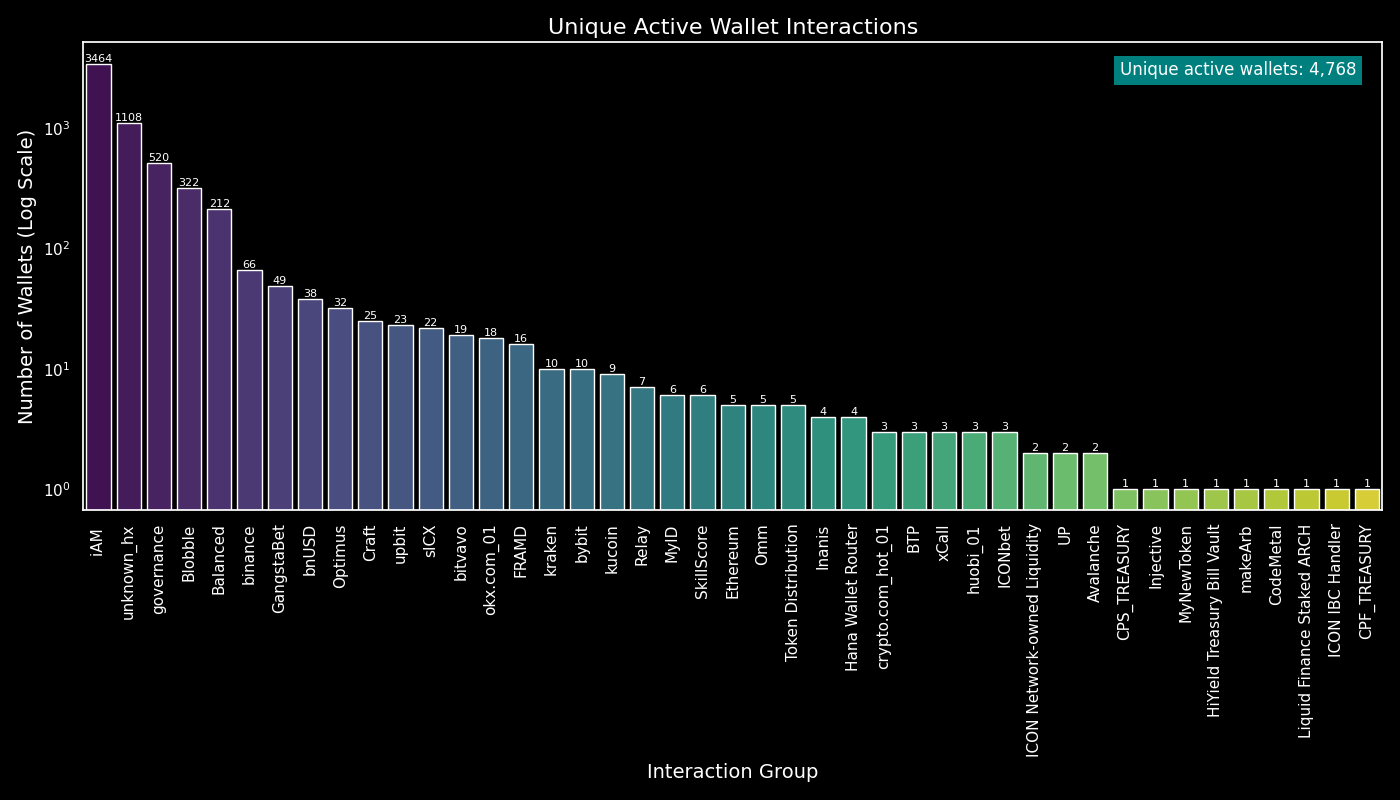 Unique Active Wallet Interactions
Unique active wallets: 4,768
Number of Wallets (Log Scale)
10³
10²
10¹
10⁰
3464
1108
520
322
212
66
49
38
32
25
23
22
19
18
16
10
10
9
7
6
6
5
5
5
4
4
3
3
3
3
3
2
2
2
1
1
1
1
1
1
1
1
1
iAM
unknown_hx
governance
Blobble
Balanced
binance
GangstaBet
bnUSD
Optimus
Craft
upbit
sICX
bitvavo
okx.com_01
FRAMD
kraken
bybit
kucoin
Relay
MyID
SkillScore
Ethereum
Omm
Token Distribution
Inanis
Hana Wallet Router
crypto.com_hot_01
BTP
xCall
huobi_01
ICONbet
ICON Network-owned Liquidity
UP
Avalanche
CPS_TREASURY
Injective
MyNewToken
HiYield Treasury Bill Vault
makeArb
CodeMetal
Liquid Finance Staked ARCH
ICON IBC Handler
CPF_TREASURY
Interaction Group